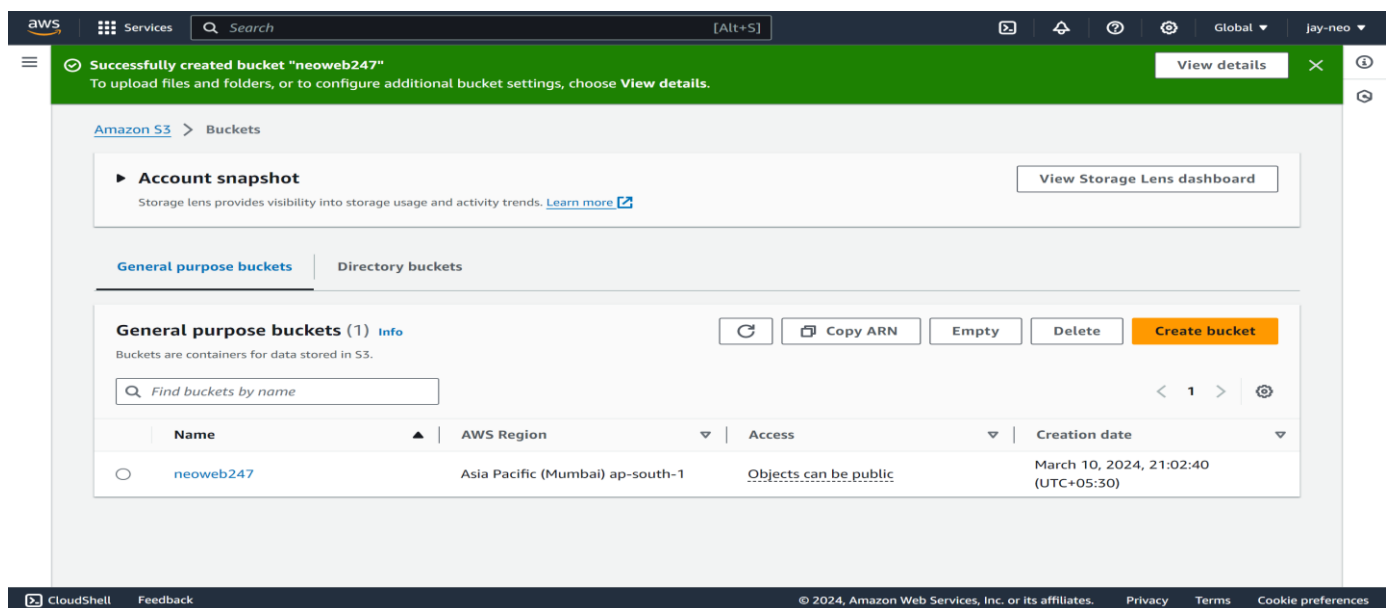 aws Services Search [Alt+S] Global jay-neo
Successfully created bucket "neoweb247" View details
To upload files and folders, or to configure additional bucket settings, choose View details.
Amazon S3 > Buckets
Account snapshot View Storage Lens dashboard
Storage lens provides visibility into storage usage and activity trends. Learn more
General purpose buckets Directory buckets
General purpose buckets (1) Info Copy ARN Empty Delete Create bucket
Buckets are containers for data stored in S3.
Find buckets by name < 1 >
Name AWS Region Access Creation date
neoweb247 Asia Pacific (Mumbai) ap-south-1 Objects can be public March 10, 2024, 21:02:40
(UTC+05:30)
CloudShell Feedback © 2024, Amazon Web Services, Inc. or its affiliates. Privacy Terms Cookie preferences